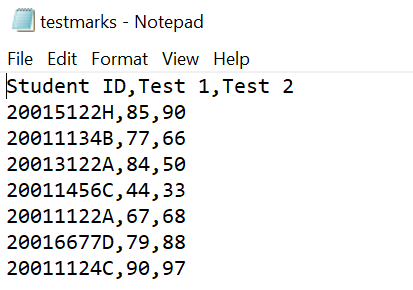 testmarks - Notepad
File Edit Format View Help
Student ID,Test 1,Test 2
20015122H,85,90
20011134B,77,66
20013122A,84,50
20011456C,44,33
20011122A,67,68
20016677D,79,88
20011124C,90,97